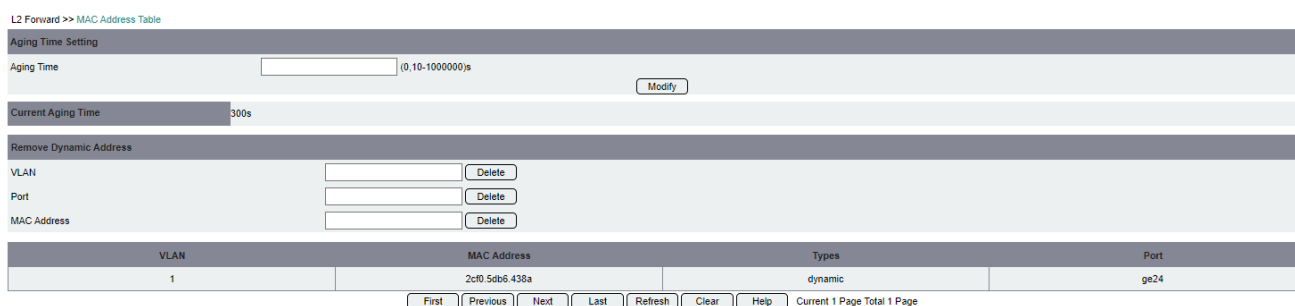 L2 Forward >> MAC Address Table
Aging Time Setting
Aging Time (0,10-1000000)s
Modify
Current Aging Time 300s
Remove Dynamic Address
VLAN Delete
Port Delete
MAC Address Delete
VLAN MAC Address Types Port
1 2cf0.5db6.438a dynamic ge24
First Previous Next Last Refresh Clear Help Current 1 Page Total 1 Page